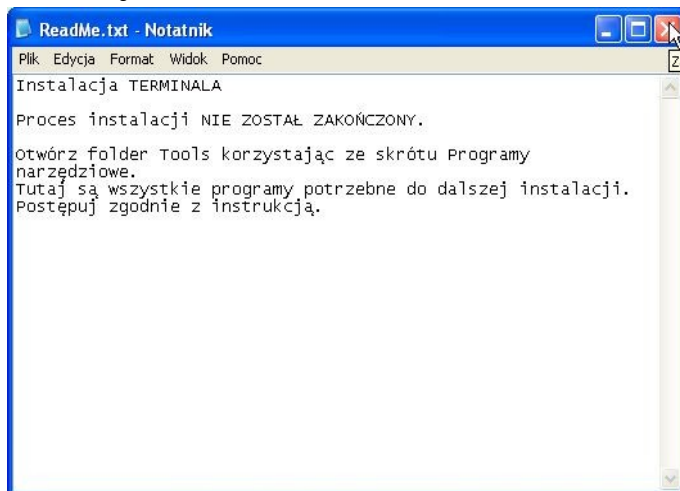 ReadMe.txt - Notatnik
Plik Edycja Format Widok Pomoc
Z
Instalacja TERMINALA
Proces instalacji NIE ZOSTAŁ ZAKOŃCZONY.
Otwórz folder Tools korzystając ze skrótu Programy
narzędziowe.
Tutaj są wszystkie programy potrzebne do dalszej instalacji.
Postępuj zgodnie z instrukcją.